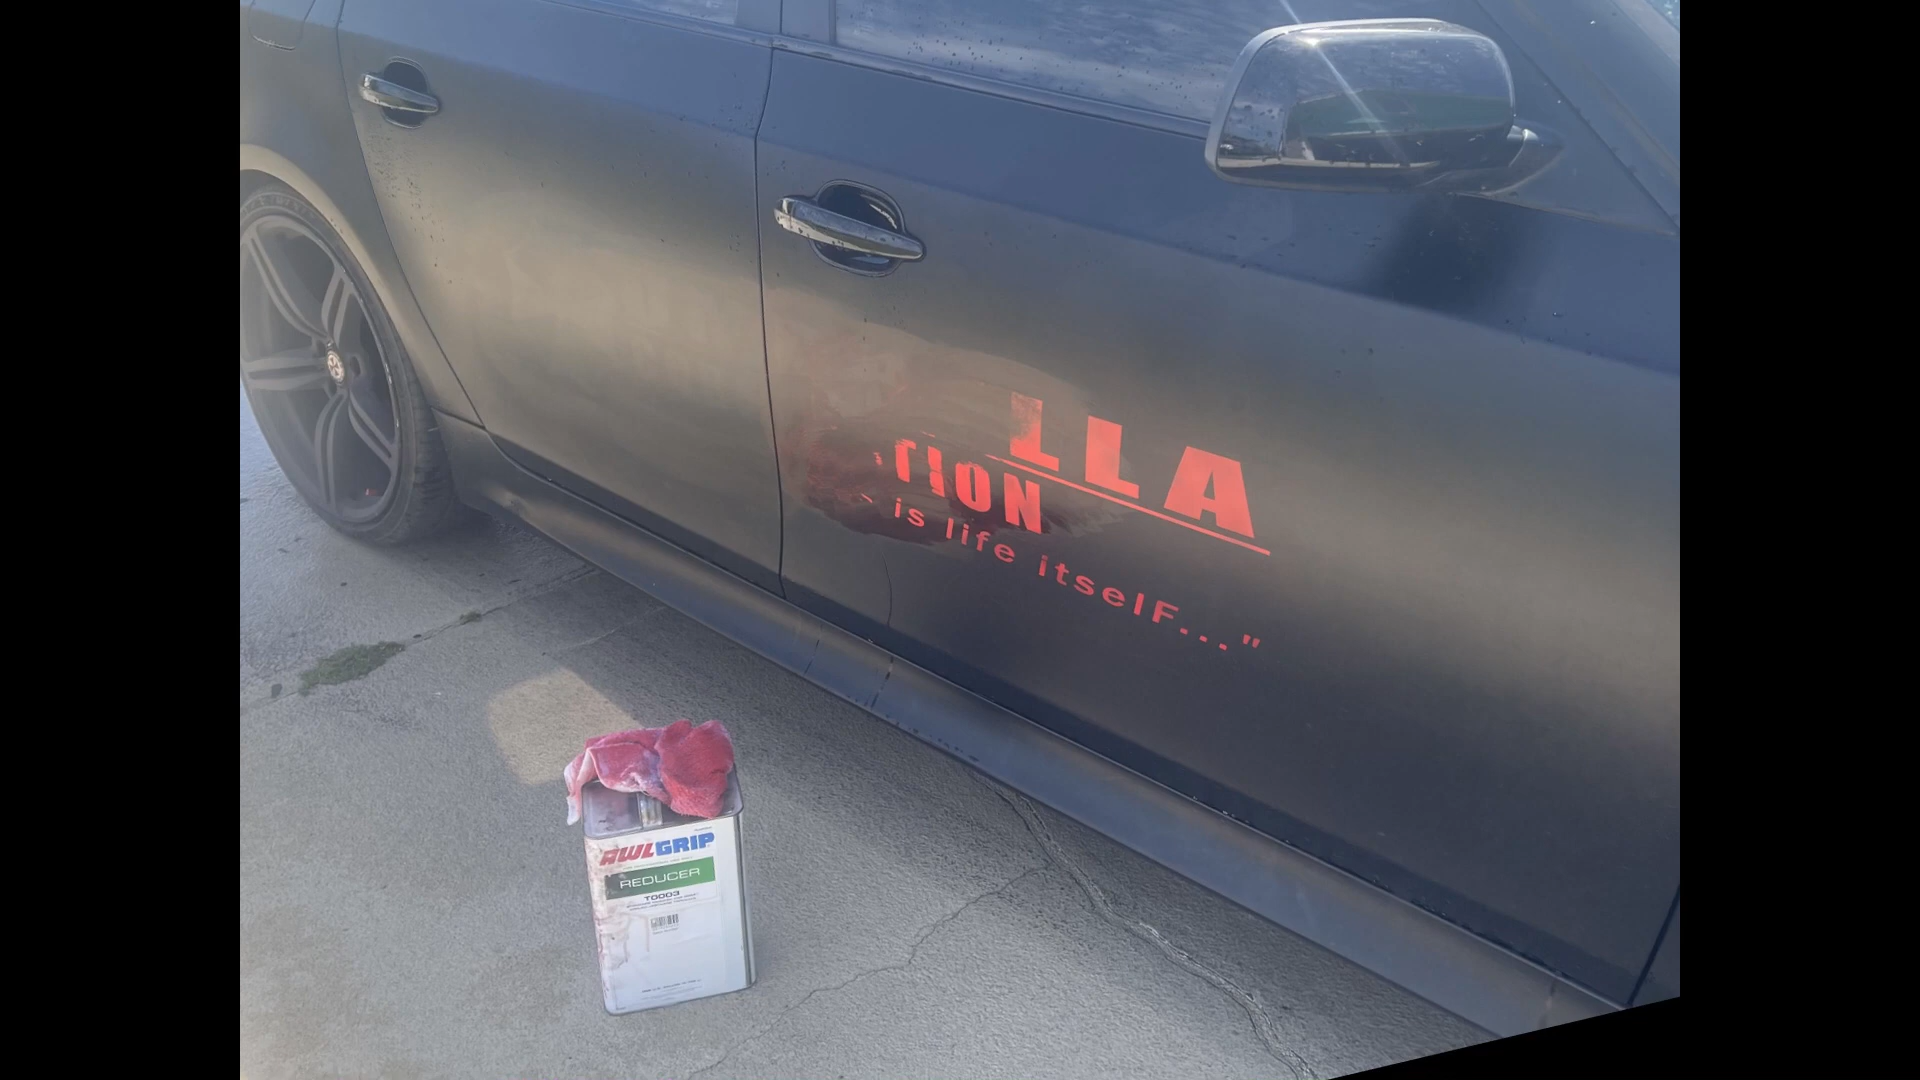 LLA
TION
is life itselF..."
AWLGRIP
REDUCER
T0003